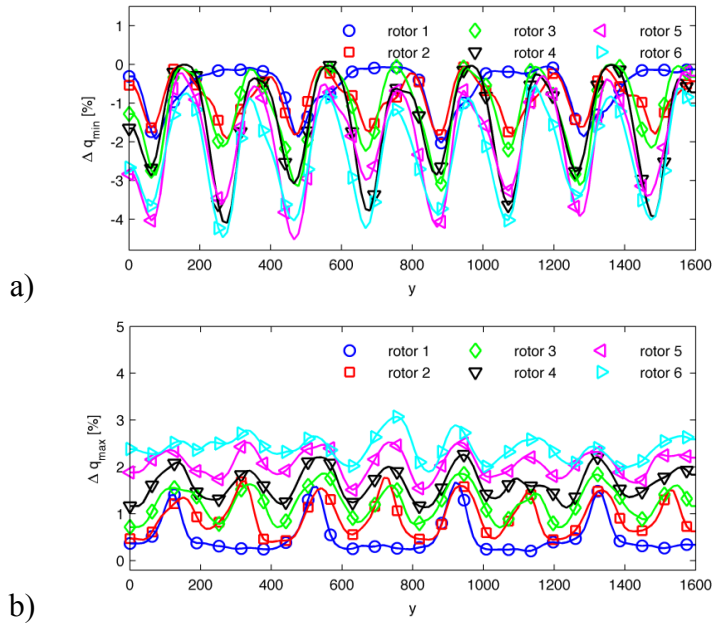 1
0
-1
-2
-3
-4
Δ q_min [%]
rotor 1 rotor 3 rotor 5
rotor 2 rotor 4 rotor 6
0 200 400 600 800 1000 1200 1400 1600
y
a)
5
4
3
2
1
0
Δ q_max [%]
rotor 1 rotor 3 rotor 5
rotor 2 rotor 4 rotor 6
0 200 400 600 800 1000 1200 1400 1600
y
b)